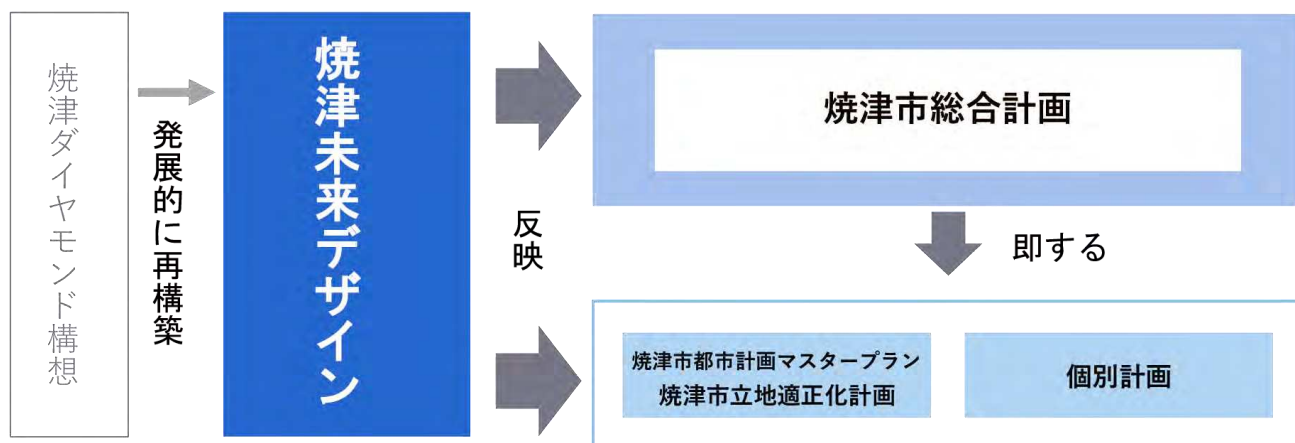 焼津ダイヤモンド構想
発展的に再構築
焼津未来デザイン
反映
焼津市総合計画
即する
焼津市都市計画マスタープラン
焼津市立地適正化計画
個別計画